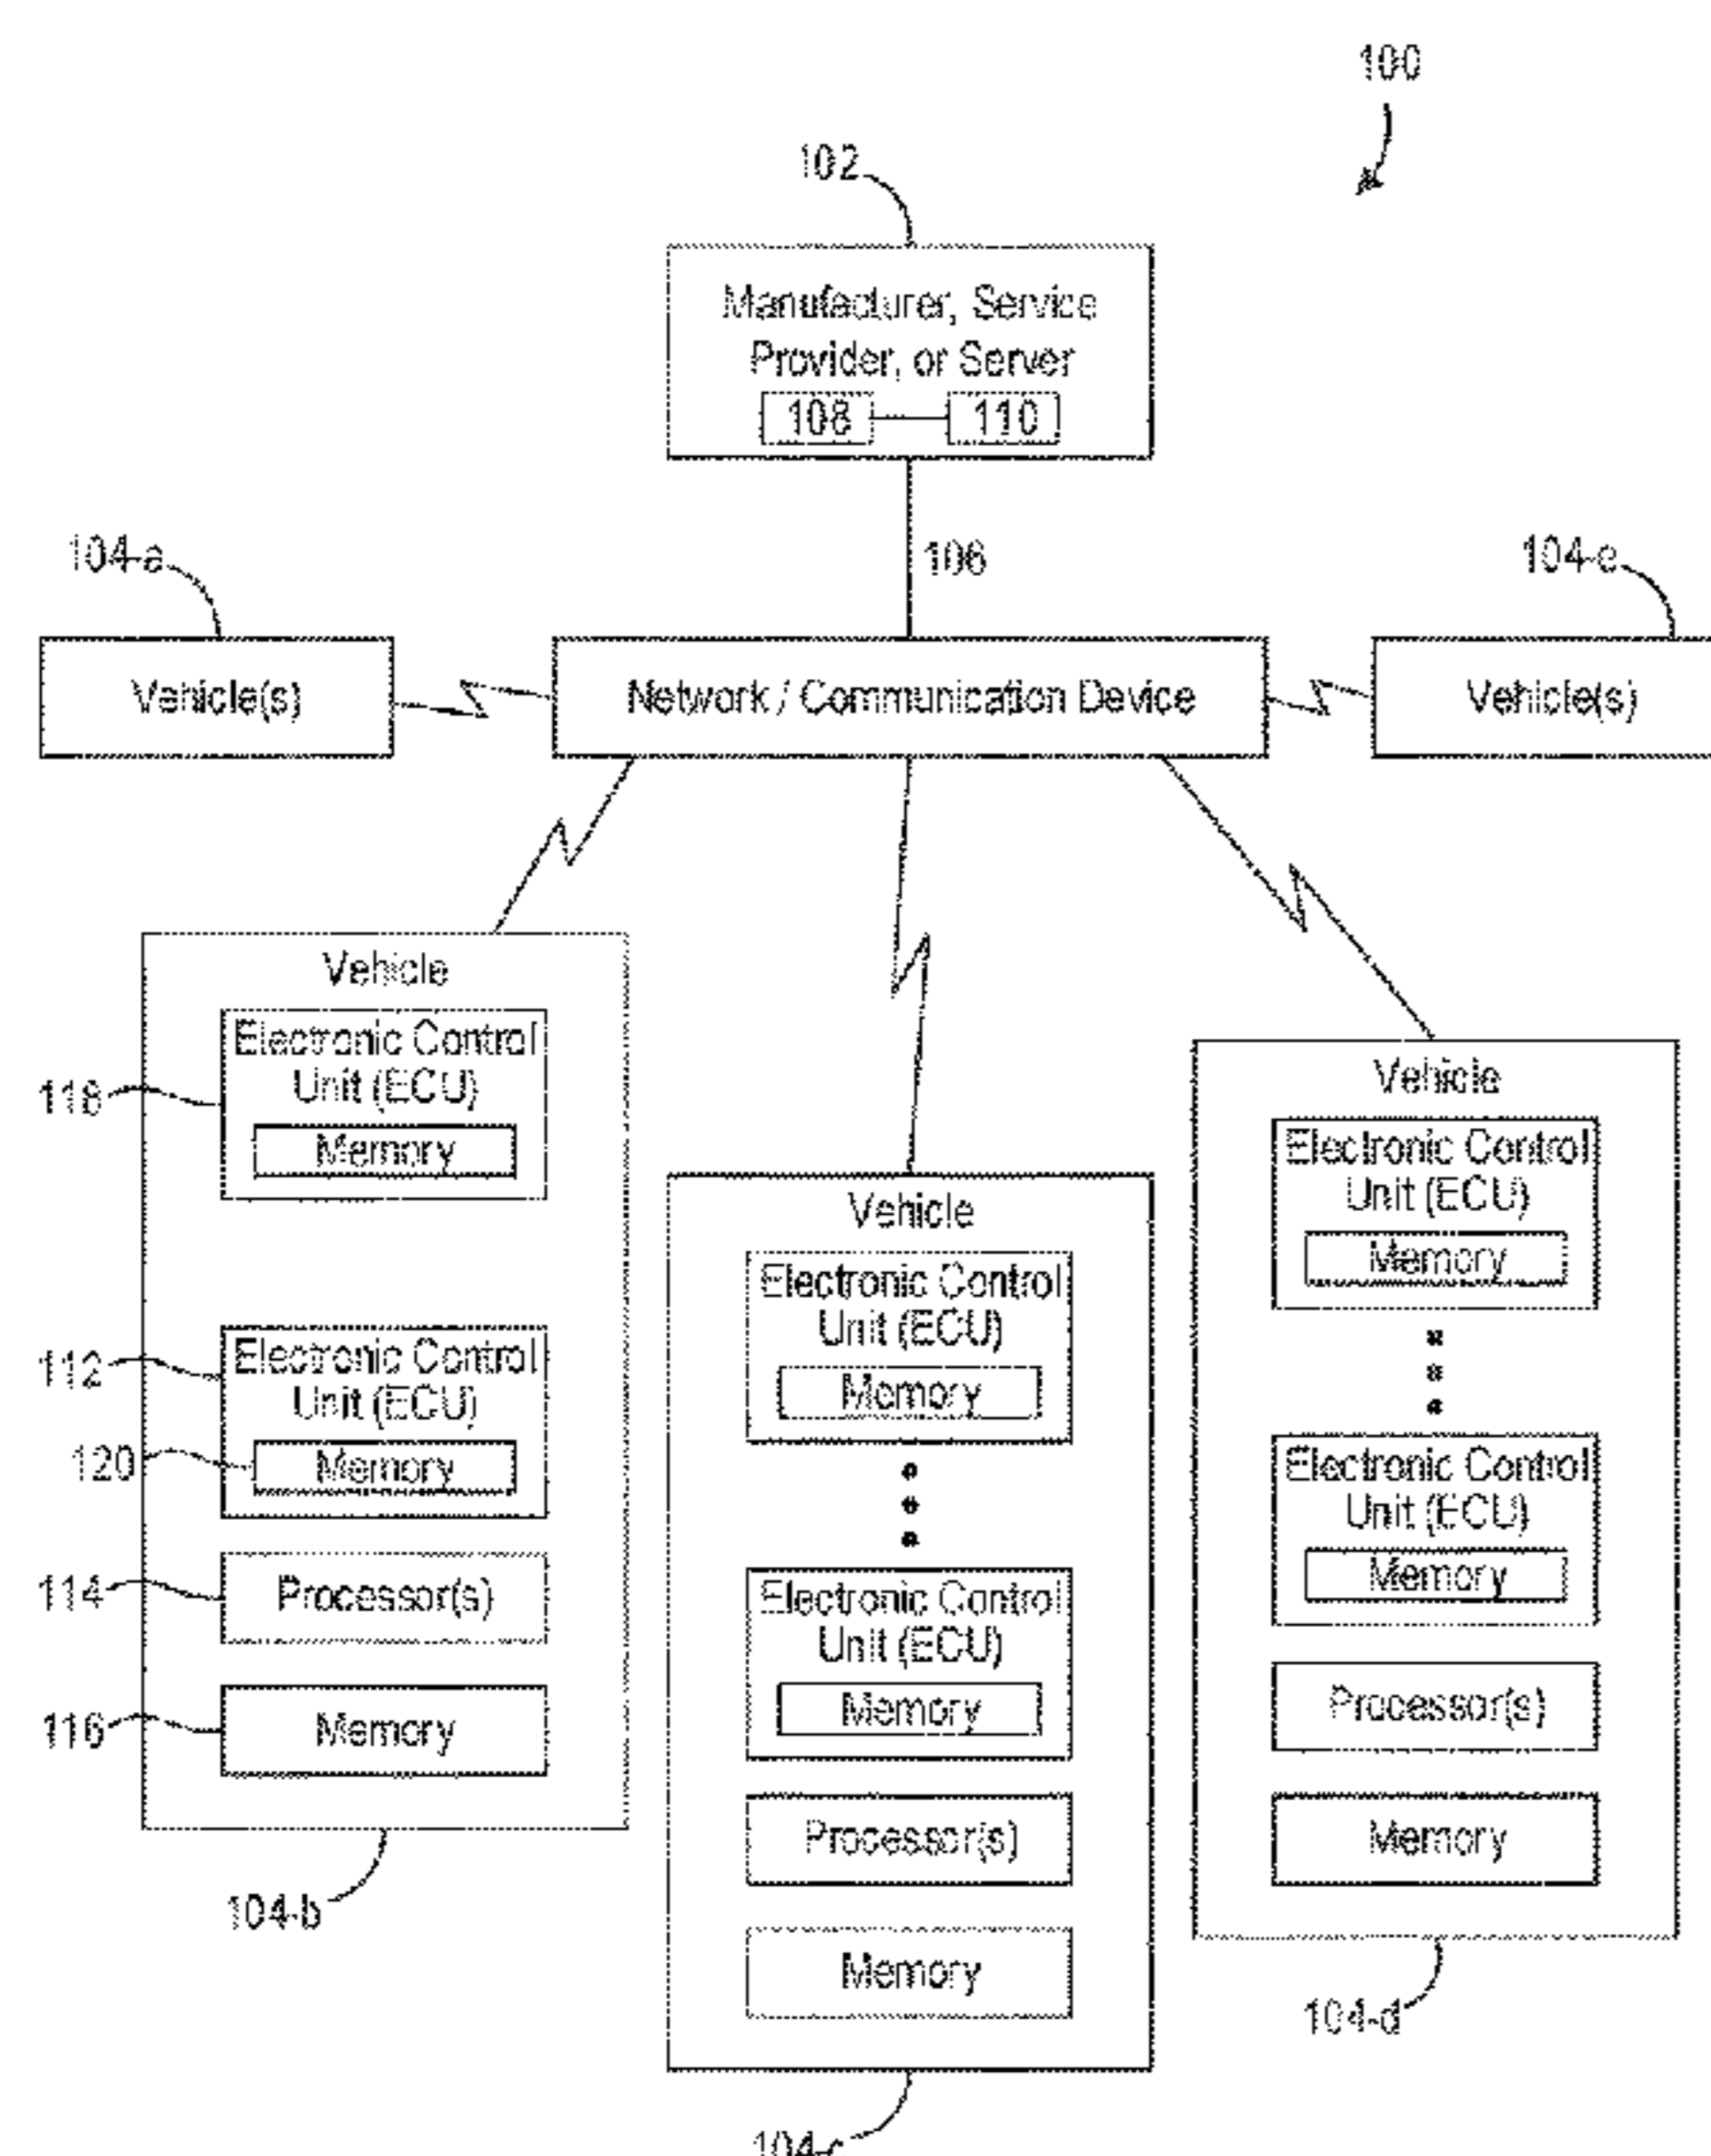 100
102
Manufacturer, Service
Provider, or Server
108
110
106
104-a
104-e
Vehicle(s)
Network / Communication Device
Vehicle(s)
Vehicle
Electronic Control
Unit (ECU)
Memory
118
Electronic Control
Unit (ECU)
Memory
112
120
Processor(s)
114
Memory
116
104-b
Vehicle
Electronic Control
Unit (ECU)
Memory
Electronic Control
Unit (ECU)
Memory
Processor(s)
Memory
104-c
Vehicle
Electronic Control
Unit (ECU)
Memory
Electronic Control
Unit (ECU)
Memory
Processor(s)
Memory
104-d